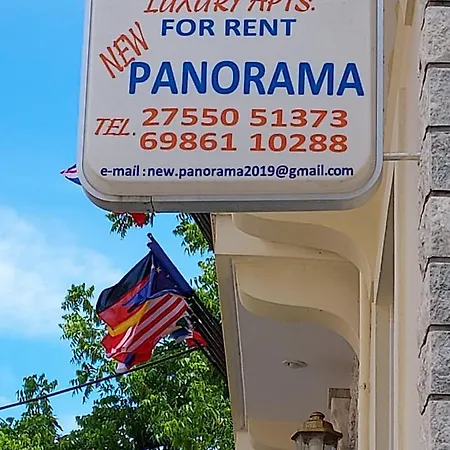 LUXURY APTS.
FOR RENT
NEW
PANORAMA
TEL. 27550 51373
69861 10288
e-mail : new.panorama2019@gmail.com